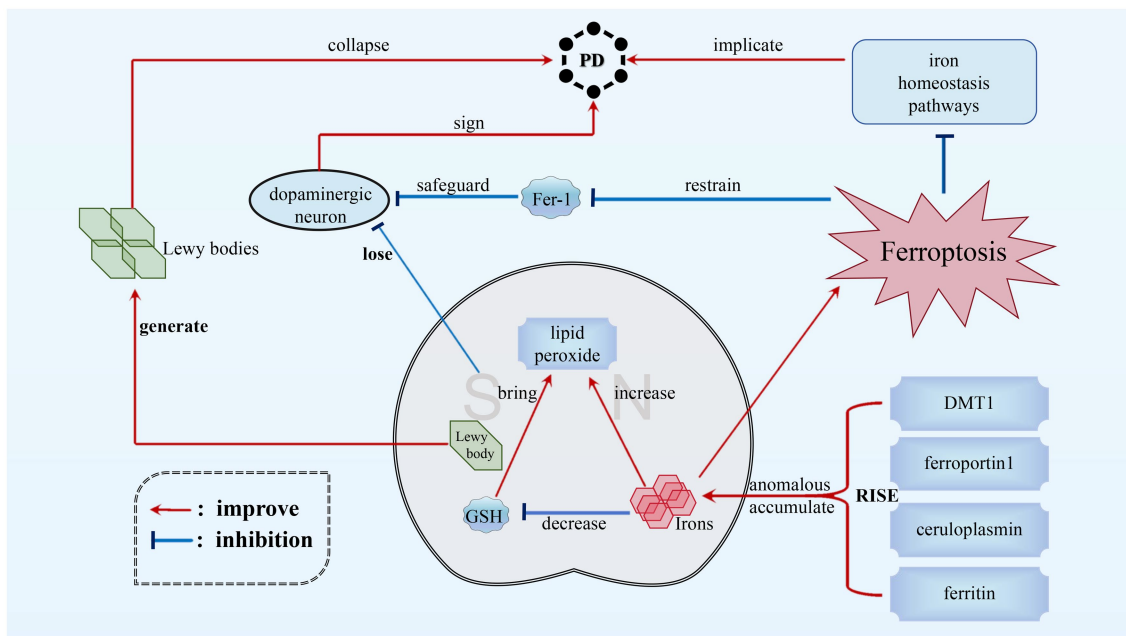 collapse
PD
implicate
iron
homeostasis
pathways
sign
dopaminergic
neuron
safeguard
Fer-1
restrain
Lewy bodies
lose
Ferroptosis
generate
lipid
peroxide
S N
bring
increase
DMT1
Lewy
body
ferroportin1
anomalous
accumulate
RISE
GSH
decrease
Irons
ceruloplasmin
ferritin
: improve
: inhibition